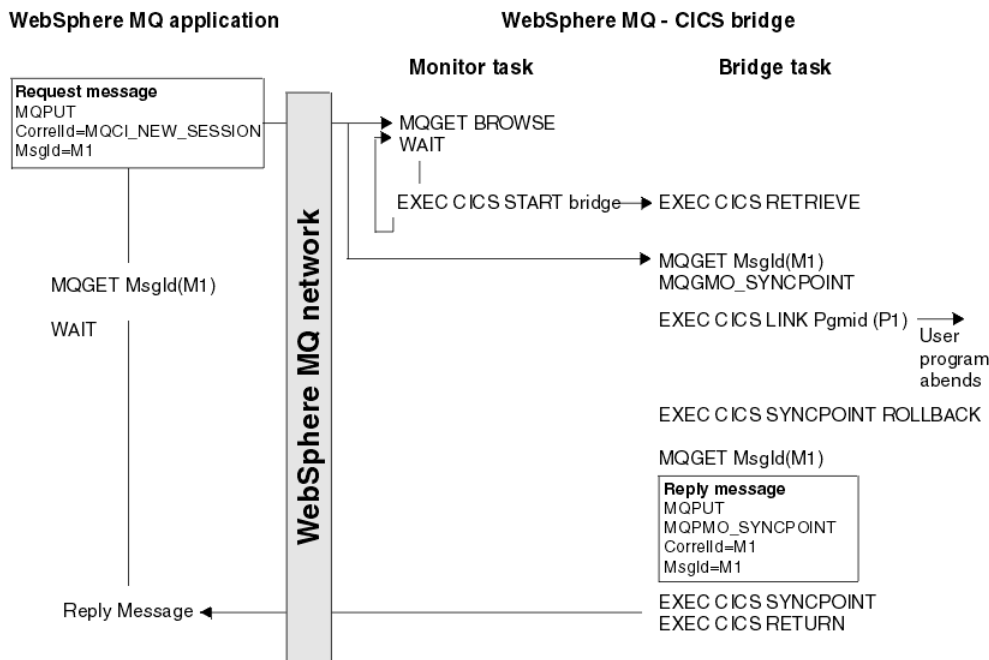 WebSphere MQ application
WebSphere MQ - CICS bridge
Monitor task
Bridge task
Request message
MQPUT
CorrelId=MQCI_NEW_SESSION
MsgId=M1
MQGET BROWSE
WAIT
EXEC CICS START bridge
EXEC CICS RETRIEVE
MQGET MsgId(M1)
WAIT
WebSphere MQ network
MQGET MsgId(M1)
MQGMO_SYNCPOINT
EXEC CICS LINK Pgmid (P1)
User
program
abends
EXEC CICS SYNCPOINT ROLLBACK
MQGET MsgId(M1)
Reply message
MQPUT
MQPMO_SYNCPOINT
CorrelId=M1
MsgId=M1
Reply Message
EXEC CICS SYNCPOINT
EXEC CICS RETURN